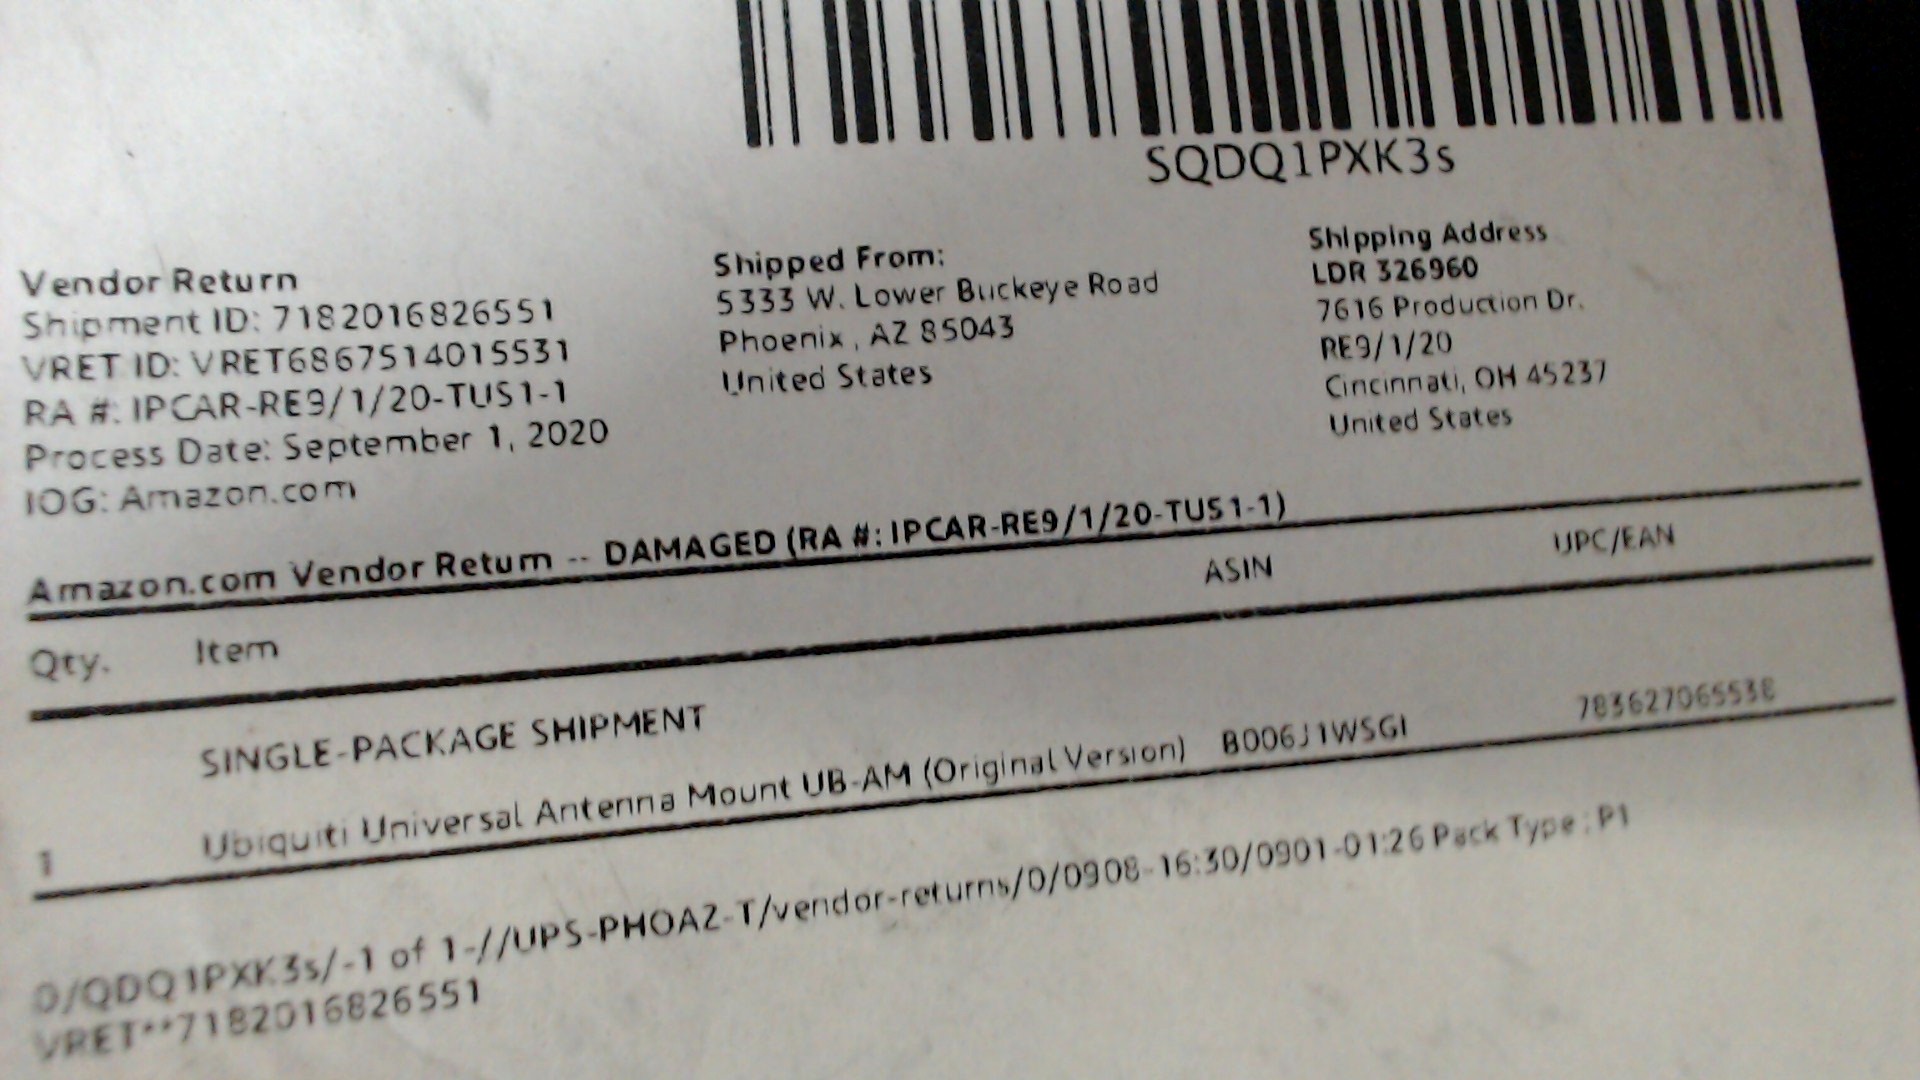 SQDQ1PXK3s
Vendor Return
Shipment ID: 7182016826551
VRET ID: VRET6867514015531
RA #: IPCAR-RE9/1/20-TUS1-1
Process Date: September 1, 2020
IOG: Amazon.com
Shipped From:
5333 W. Lower Buckeye Road
Phoenix , AZ 85043
United States
Shipping Address
LDR 326960
7616 Production Dr.
RE9/1/20
Cincinnati, OH 45237
United States
Amazon.com Vendor Return -- DAMAGED (RA #: IPCAR-RE9/1/20-TUS1-1)
Qty. Item ASIN UPC/EAN
SINGLE-PACKAGE SHIPMENT
1 Ubiquiti Universal Antenna Mount UB-AM (Original Version) B006J1WSGI 783627065538
0/QDQ1PXK3s/-1 of 1-//UPS-PHOAZ-T/vendor-returns/0/0908-16:30/0901-01:26 Pack Type : P1
VRET**7182016826551